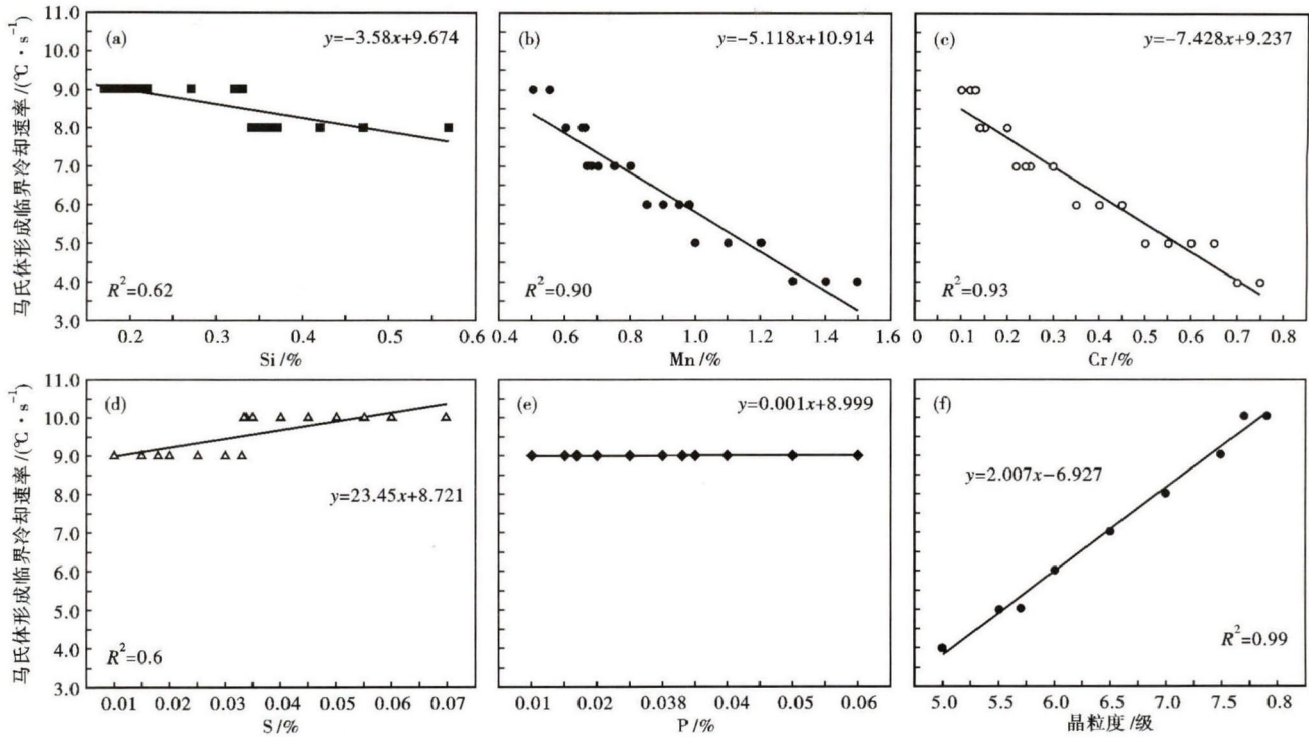 马氏体形成临界冷却速率/(℃·s⁻¹)
11.0
10.0
9.0
8.0
7.0
6.0
5.0
4.0
3.0
(a)
y=-3.58x+9.674
R²=0.62
0.2 0.3 0.4 0.5 0.6
Si/%
(b)
y=-5.118x+10.914
R²=0.90
0.4 0.6 0.8 1.0 1.2 1.4 1.6
Mn/%
(c)
y=-7.428x+9.237
R²=0.93
0 0.1 0.2 0.3 0.4 0.5 0.6 0.7 0.8
Cr/%
马氏体形成临界冷却速率/(℃·s⁻¹)
11.0
10.0
9.0
8.0
7.0
6.0
5.0
4.0
3.0
(d)
y=23.45x+8.721
R²=0.6
0.01 0.02 0.03 0.04 0.05 0.06 0.07
S/%
(e)
y=0.001x+8.999
0.01 0.02 0.038 0.04 0.05 0.06
P/%
(f)
y=2.007x-6.927
R²=0.99
5.0 5.5 6.0 6.5 7.0 7.5 0.8
晶粒度/级